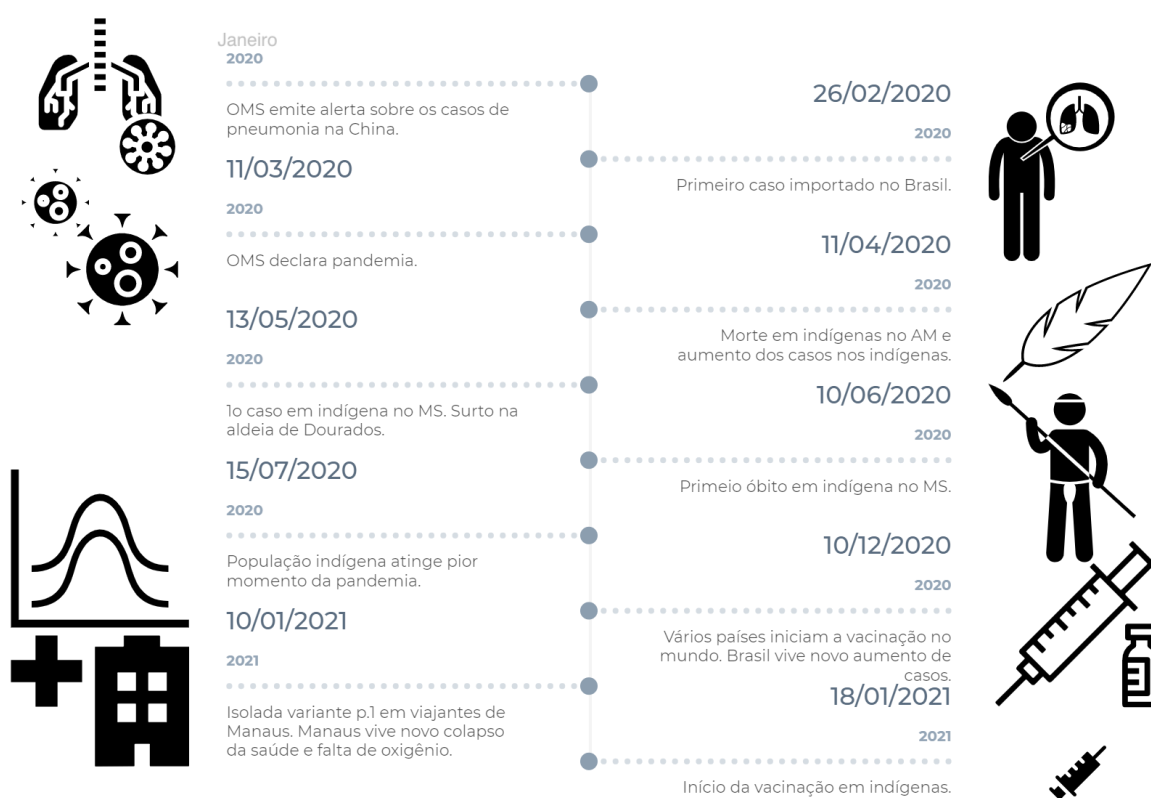 Janeiro
2020
OMS emite alerta sobre os casos de
pneumonia na China.
26/02/2020
2020
Primeiro caso importado no Brasil.
11/03/2020
2020
OMS declara pandemia.
11/04/2020
2020
Morte em indígenas no AM e
aumento dos casos nos indígenas.
13/05/2020
2020
1o caso em indígena no MS. Surto na
aldeia de Dourados.
10/06/2020
2020
Primeio óbito em indígena no MS.
15/07/2020
2020
População indígena atinge pior
momento da pandemia.
10/12/2020
2020
Vários países iniciam a vacinação no
mundo. Brasil vive novo aumento de
casos.
10/01/2021
2021
Isolada variante p.1 em viajantes de
Manaus. Manaus vive novo colapso
da saúde e falta de oxigênio.
18/01/2021
2021
Início da vacinação em indígenas.